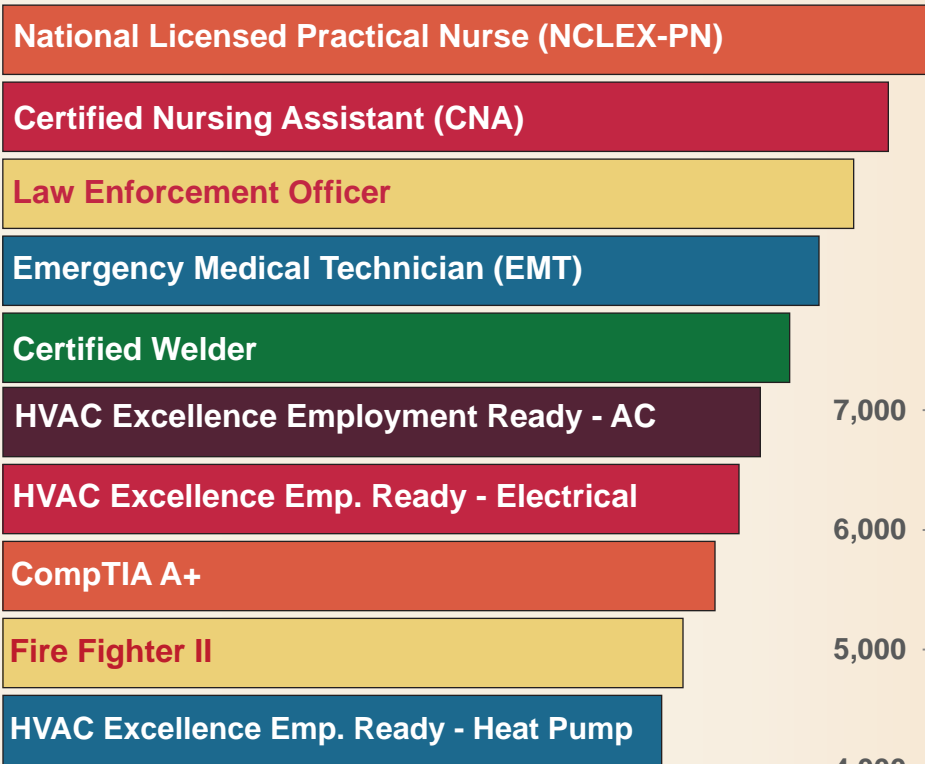 National Licensed Practical Nurse (NCLEX-PN)
Certified Nursing Assistant (CNA)
Law Enforcement Officer
Emergency Medical Technician (EMT)
Certified Welder
HVAC Excellence Employment Ready - AC
7,000
HVAC Excellence Emp. Ready - Electrical
6,000
CompTIA A+
Fire Fighter II
5,000
HVAC Excellence Emp. Ready - Heat Pump